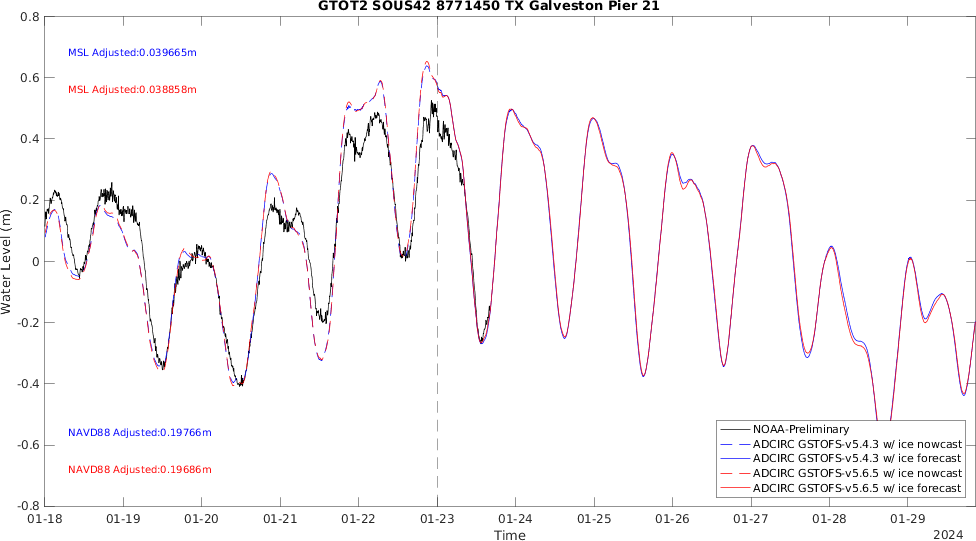 GTOT2 SOUS42 8771450 TX Galveston Pier 21
0.8
0.6
0.4
0.2
0
-0.2
-0.4
-0.6
-0.8
Water Level (m)
MSL Adjusted:0.039665m
MSL Adjusted:0.038858m
NAVD88 Adjusted:0.19766m
NAVD88 Adjusted:0.19686m
NOAA-Preliminary
ADCIRC GSTOFS-v5.4.3 w/ ice nowcast
ADCIRC GSTOFS-v5.4.3 w/ ice forecast
ADCIRC GSTOFS-v5.6.5 w/ ice nowcast
ADCIRC GSTOFS-v5.6.5 w/ ice forecast
01-18 01-19 01-20 01-21 01-22 01-23 01-24 01-25 01-26 01-27 01-28 01-29
Time
2024